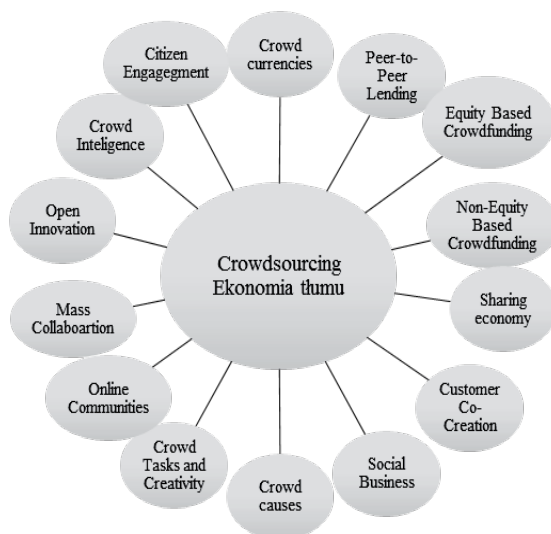 Crowd
currencies
Peer-to-
Peer
Lending
Equity Based
Crowdfunding
Non-Equity
Based
Crowdfunding
Sharing
economy
Customer
Co-
Creation
Social
Business
Crowd
causes
Crowd
Tasks and
Creativity
Online
Communities
Mass
Collaboartion
Open
Innovation
Crowd
Inteligence
Citizen
Engagegment
Crowdsourcing
Ekonomia tłumu